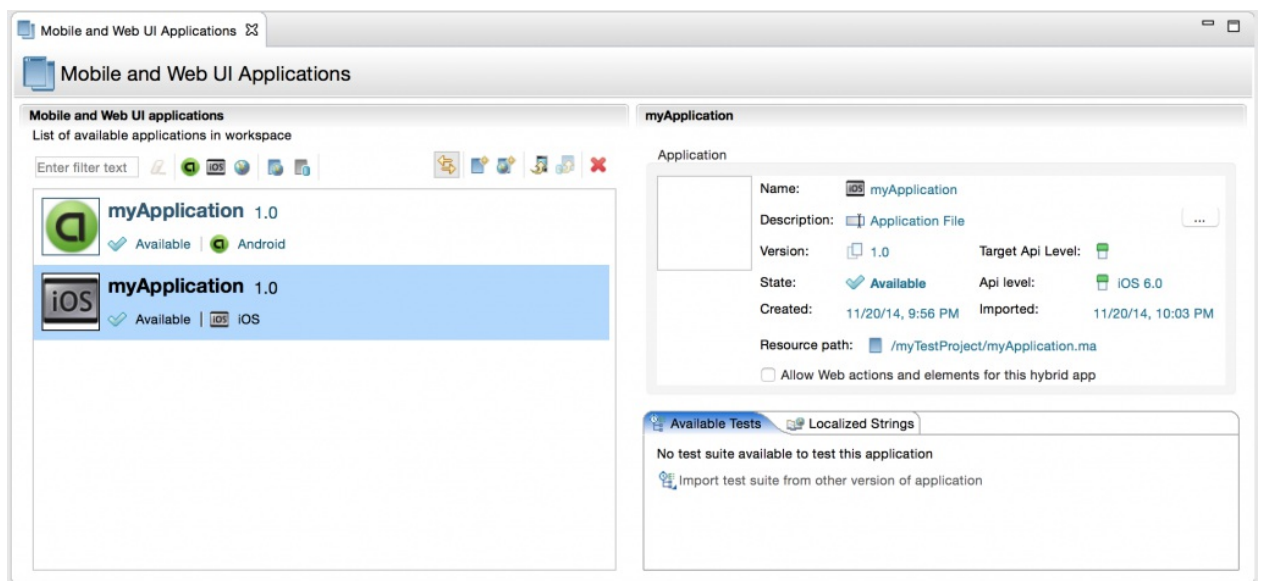 Mobile and Web UI Applications
Mobile and Web UI Applications
Mobile and Web UI applications
List of available applications in workspace
Enter filter text
iOS
myApplication 1.0
Available | Android
iOS
myApplication 1.0
Available | iOS iOS
myApplication
Application
Name: iOS myApplication
Description: Application File ...
Version: 1.0 Target Api Level:
State: Available Api level: iOS 6.0
Created: 11/20/14, 9:56 PM Imported: 11/20/14, 10:03 PM
Resource path: /myTestProject/myApplication.ma
Allow Web actions and elements for this hybrid app
Available Tests Localized Strings
No test suite available to test this application
Import test suite from other version of application